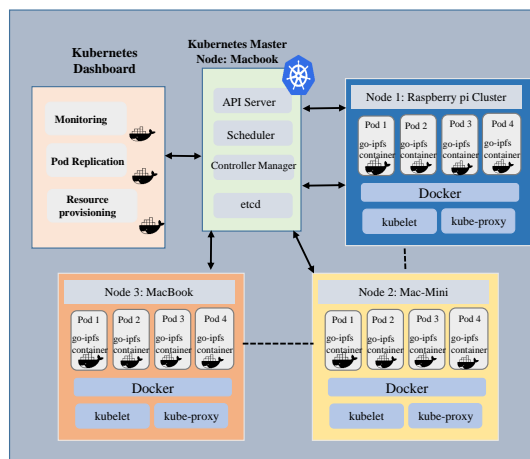 Kubernetes
Dashboard
Monitoring
Pod Replication
Resource
provisioning
Kubernetes Master
Node: Macbook
API Server
Scheduler
Controller Manager
etcd
Node 1: Raspberry pi Cluster
Pod 1 Pod 2 Pod 3 Pod 4
go-ipfs go-ipfs go-ipfs go-ipfs
container container container container
Docker
kubelet kube-proxy
Node 3: MacBook
Pod 1 Pod 2 Pod 3 Pod 4
go-ipfs go-ipfs go-ipfs go-ipfs
container container container container
Docker
kubelet kube-proxy
Node 2: Mac-Mini
Pod 1 Pod 2 Pod 3 Pod 4
go-ipfs go-ipfs go-ipfs go-ipfs
container container container container
Docker
kubelet kube-proxy